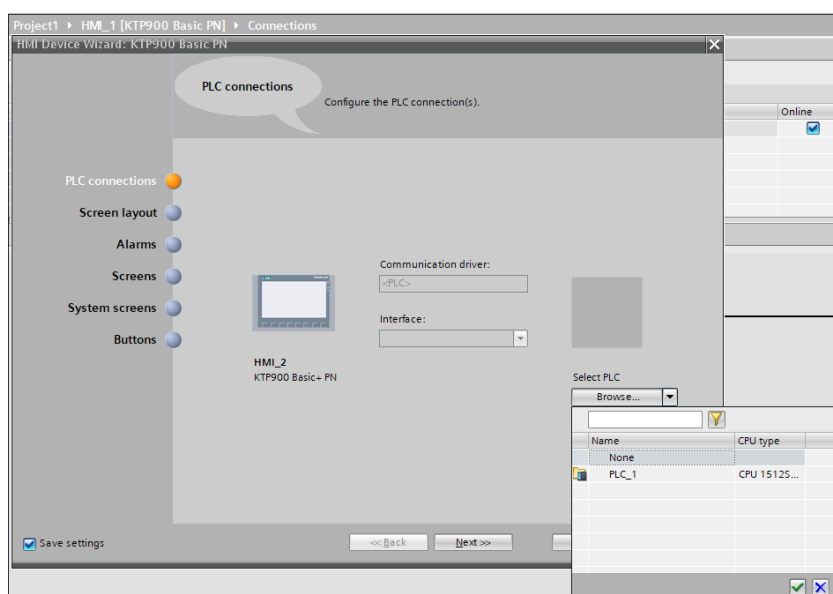 Project1 ▸ HMI_1 [KTP900 Basic PN] ▸ Connections
HMI Device Wizard: KTP900 Basic PN
PLC connections
Configure the PLC connection(s).
Online
PLC connections
Screen layout
Alarms
Screens
System screens
Buttons
Communication driver:
<PLC>
Interface:
HMI_2
KTP900 Basic+ PN
Select PLC
Browse...
Name CPU type
None
PLC_1 CPU 1512S...
Save settings
<< Back Next >>